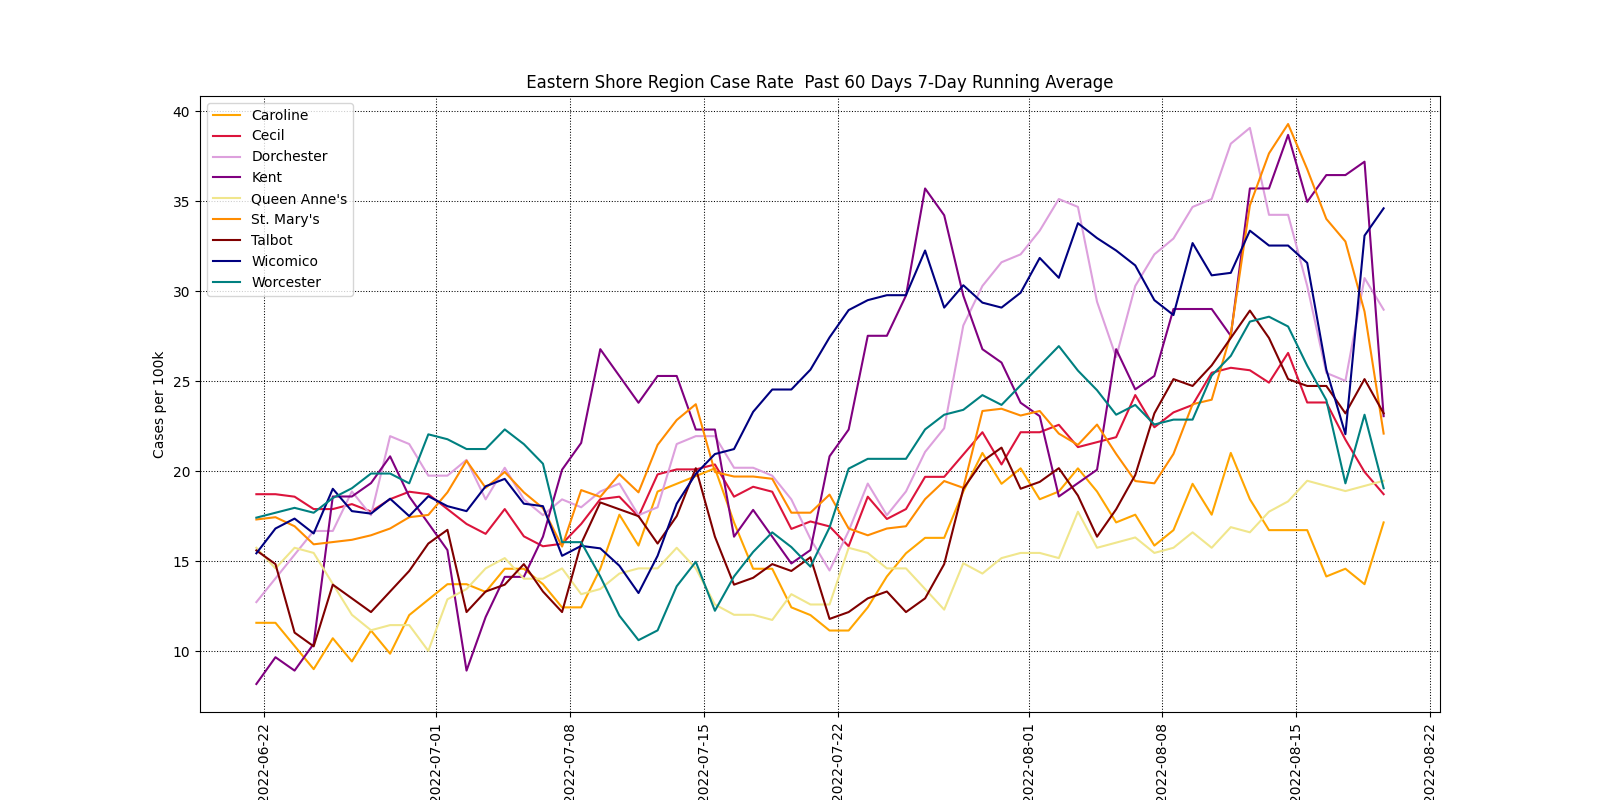 Eastern Shore Region Case Rate  Past 60 Days 7-Day Running Average
Cases per 100k
40
35
30
25
20
15
10
Caroline
Cecil
Dorchester
Kent
Queen Anne's
St. Mary's
Talbot
Wicomico
Worcester
2022-06-22
2022-07-01
2022-07-08
2022-07-15
2022-07-22
2022-08-01
2022-08-08
2022-08-15
2022-08-22